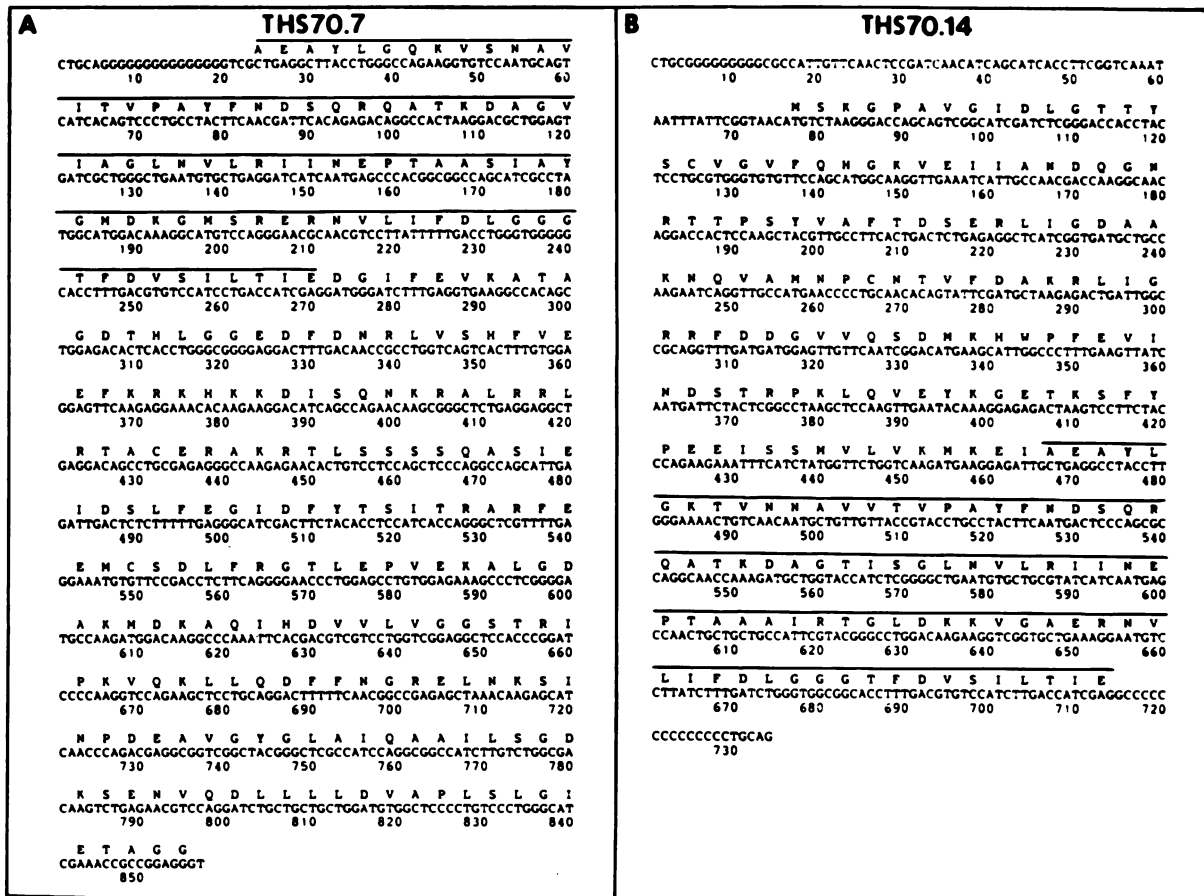 A THS70.7
A E A Y L G Q K V S N A V
CTGCAGGGGGGGGGGGGGGGTCGCTGAGGCTTACCTGGGCCAGAAGGTGTCCAATGCAGT
10 20 30 40 50 60
I T V P A Y F N D S Q R Q A T K D A G V
CATCACAGTCCCTGCCTACTTCAACGATTCACAGAGACAGGCCACTAAGGACGCTGGAGT
70 80 90 100 110 120
I A G L N V L R I I N E P T A A S I A Y
GATCGCTGGGCTGAATGTGCTGAGGATCATCAATGAGCCCACGGCGGCCAGCATCGCCTA
130 140 150 160 170 180
G M D K G M S R E R N V L I F D L G G G
TGGCATGGACAAAGGCATGTCCAGGGAACGCAACGTCCTTATTTTTGACCTGGGTGGGGG
190 200 210 220 230 240
T F D V S I L T I E D G I F E V K A T A
CACCTTTGACGTGTCCATCCTGACCATCGAGGATGGGATCTTTGAGGTGAAGGCCACAGC
250 260 270 280 290 300
G D T H L G G E D F D N R L V S H F V E
TGGAGACACTCACCTGGGCGGGGAGGACTTTGACAACCGCCTGGTCAGTCACTTTGTGGA
310 320 330 340 350 360
E F K R K H K K D I S Q N K R A L R R L
GGAGTTCAAGAGGAAACACAAGAAGGACATCAGCCAGAACAAGCGGGCTCTGAGGAGGCT
370 380 390 400 410 420
R T A C E R A K R T L S S S S Q A S I E
GAGGACAGCCTGCGAGAGGGCCAAGAGAACACTGTCCTCCAGCTCCCAGGCCAGCATTGA
430 440 450 460 470 480
I D S L F E G I D F Y T S I T R A R F E
GATTGACTCTCTTTTTGAGGGCATCGACTTCTACACCTCCATCACCAGGGCTCGTTTTGA
490 500 510 520 530 540
E M C S D L F R G T L E P V E K A L G D
GGAAATGTGTTCCGACCTCTTCAGGGGAACCCTGGAGCCTGTGGAGAAAGCCCTCGGGGA
550 560 570 580 590 600
A K M D K A Q I H D V V L V G G S T R I
TGCCAAGATGGACAAGGCCCAAATTCACGACGTCGTCCTGGTCGGAGGCTCCACCCGGAT
610 620 630 640 650 660
P K V Q K L L Q D F F N G R E L N K S I
CCCCAAGGTCCAGAAGCTCCTGCAGGACTTTTTCAACGGCCGAGAGCTAAACAAGAGCAT
670 680 690 700 710 720
N P D E A V G Y G L A I Q A A I L S G D
CAACCCAGACGAGGCGGTCGGCTACGGGCTCGCCATCCAGGCGGCCATCTTGTCTGGCGA
730 740 750 760 770 780
K S E N V Q D L L L L D V A P L S L G I
CAAGTCTGAGAACGTCCAGGATCTGCTGCTGCTGGATGTGGCTCCCCTGTCCCTGGGCAT
790 800 810 820 830 840
E T A G G
CGAAACCGCCGGAGGGT
850
B THS70.14
CTGCGGGGGGGGGCGCCATTGTTCAACTCCGATCAACATCAGCATCACCTTCGGTCAAAT
10 20 30 40 50 60
M S K G P A V G I D L G T T Y
AATTTATTCGGTAACATGTCTAAGGGACCAGCAGTCGGCATCGATCTCGGGACCACCTAC
70 80 90 100 110 120
S C V G V F Q H G K V E I I A N D Q G N
TCCTGCGTGGGTGTGTTCCAGCATGGCAAGGTTGAAATCATTGCCAACGACCAAGGCAAC
130 140 150 160 170 180
R T T P S Y V A F T D S E R L I G D A A
AGGACCACTCCAAGCTACGTTGCCTTCACTGACTCTGAGAGGCTCATCGGTGATGCTGCC
190 200 210 220 230 240
K N Q V A M N P C N T V F D A K R L I G
AAGAATCAGGTTGCCATGAACCCCTGCAACACAGTATTCGATGCTAAGAGACTGATTGGC
250 260 270 280 290 300
R R F D D G V V Q S D M K H W P F E V I
CGCAGGTTTGATGATGGAGTTGTTCAATCGGACATGAAGCATTGGCCCTTTGAAGTTATC
310 320 330 340 350 360
N D S T R P K L Q V E Y K G E T K S F Y
AATGATTCTACTCGGCCTAAGCTCCAAGTTGAATACAAAGGAGAGACTAAGTCCTTCTAC
370 380 390 400 410 420
P E E I S S M V L V K M K E I A E A Y L
CCAGAAGAAATTTCATCTATGGTTCTGGTCAAGATGAAGGAGATTGCTGAGGCCTACCTT
430 440 450 460 470 480
G K T V N N A V V T V P A Y F N D S Q R
GGGAAAACTGTCAACAATGCTGTTGTTACCGTACCTGCCTACTTCAATGACTCCCAGCGC
490 500 510 520 530 540
Q A T K D A G T I S G L N V L R I I N E
CAGGCAACCAAAGATGCTGGTACCATCTCGGGGCTGAATGTGCTGCGTATCATCAATGAG
550 560 570 580 590 600
P T A A A I R T G L D K K V G A E R N V
CCAACTGCTGCTGCCATTCGTACGGGCCTGGACAAGAAGGTCGGTGCTGAAAGGAATGTC
610 620 630 640 650 660
L I F D L G G G T F D V S I L T I E
CTTATCTTTGATCTGGGTGGCGGCACCTTTGACGTGTCCATCTTGACCATCGAGGCCCCC
670 680 690 700 710 720
CCCCCCCCCCTGCAG
730